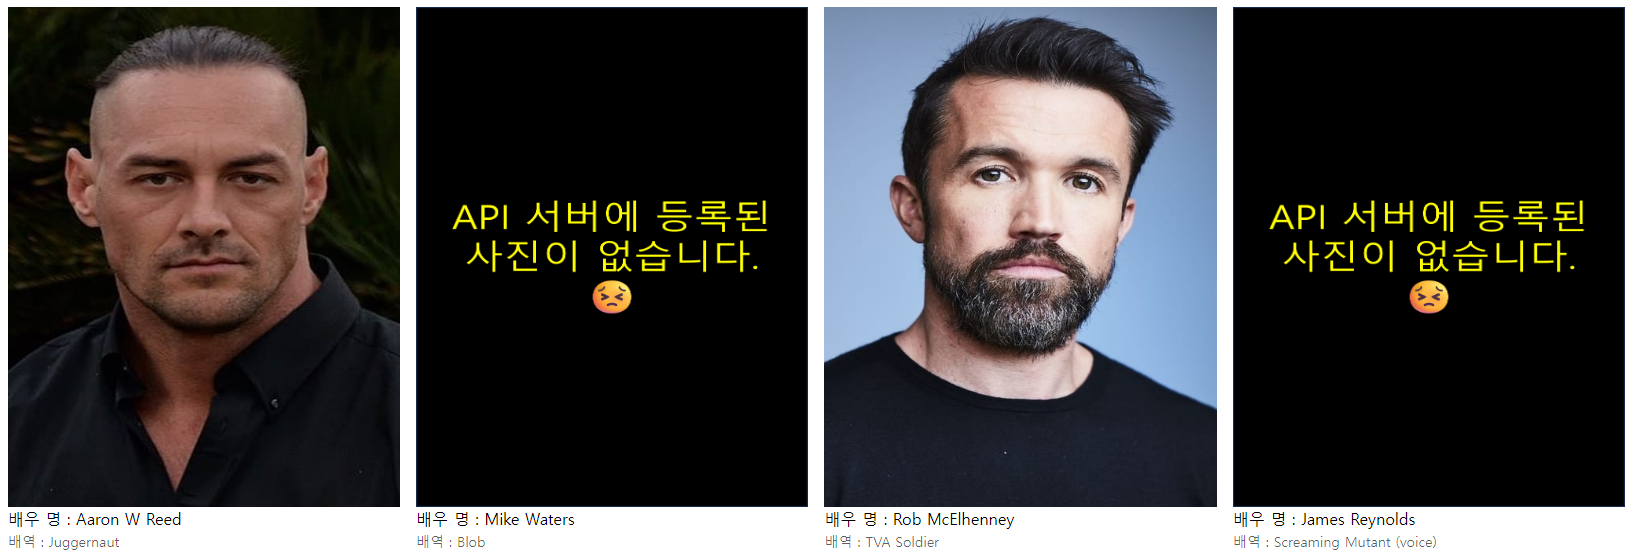 API 서버에 등록된
사진이 없습니다.
😣
API 서버에 등록된
사진이 없습니다.
😣
배우 명 : Aaron W Reed
배역 : Juggernaut
배우 명 : Mike Waters
배역 : Blob
배우 명 : Rob McElhenney
배역 : TVA Soldier
배우 명 : James Reynolds
배역 : Screaming Mutant (voice)